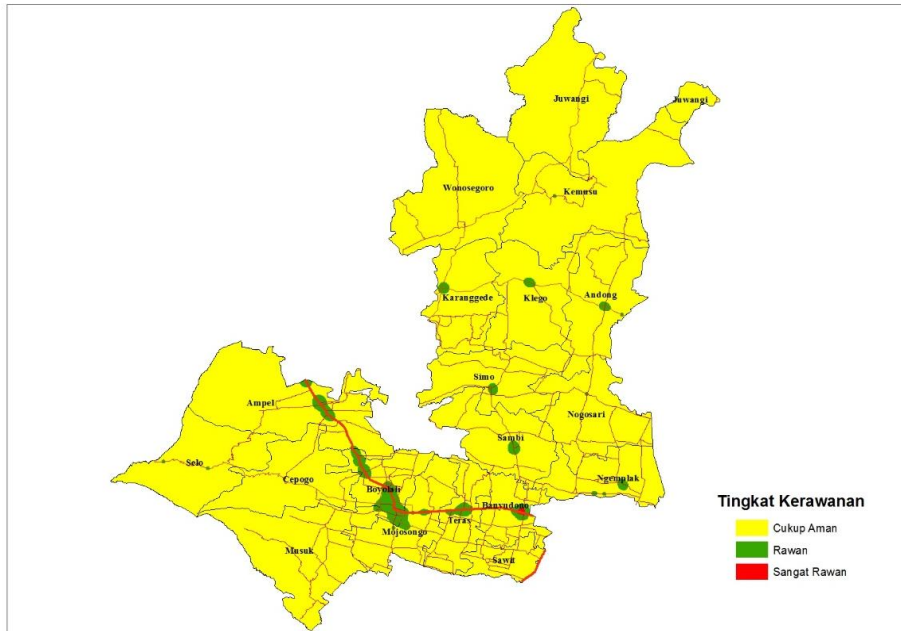 Juwangi
Juwangi
Wonosegoro
Kemusu
Karanggede
Klego
Andong
Simo
Ampel
Nogosari
Sambi
Selo
Cepogo
Boyolali
Ngemplak
Banyudono
Teras
Mojosongo
Musuk
Sawit
Tingkat Kerawanan
Cukup Aman
Rawan
Sangat Rawan